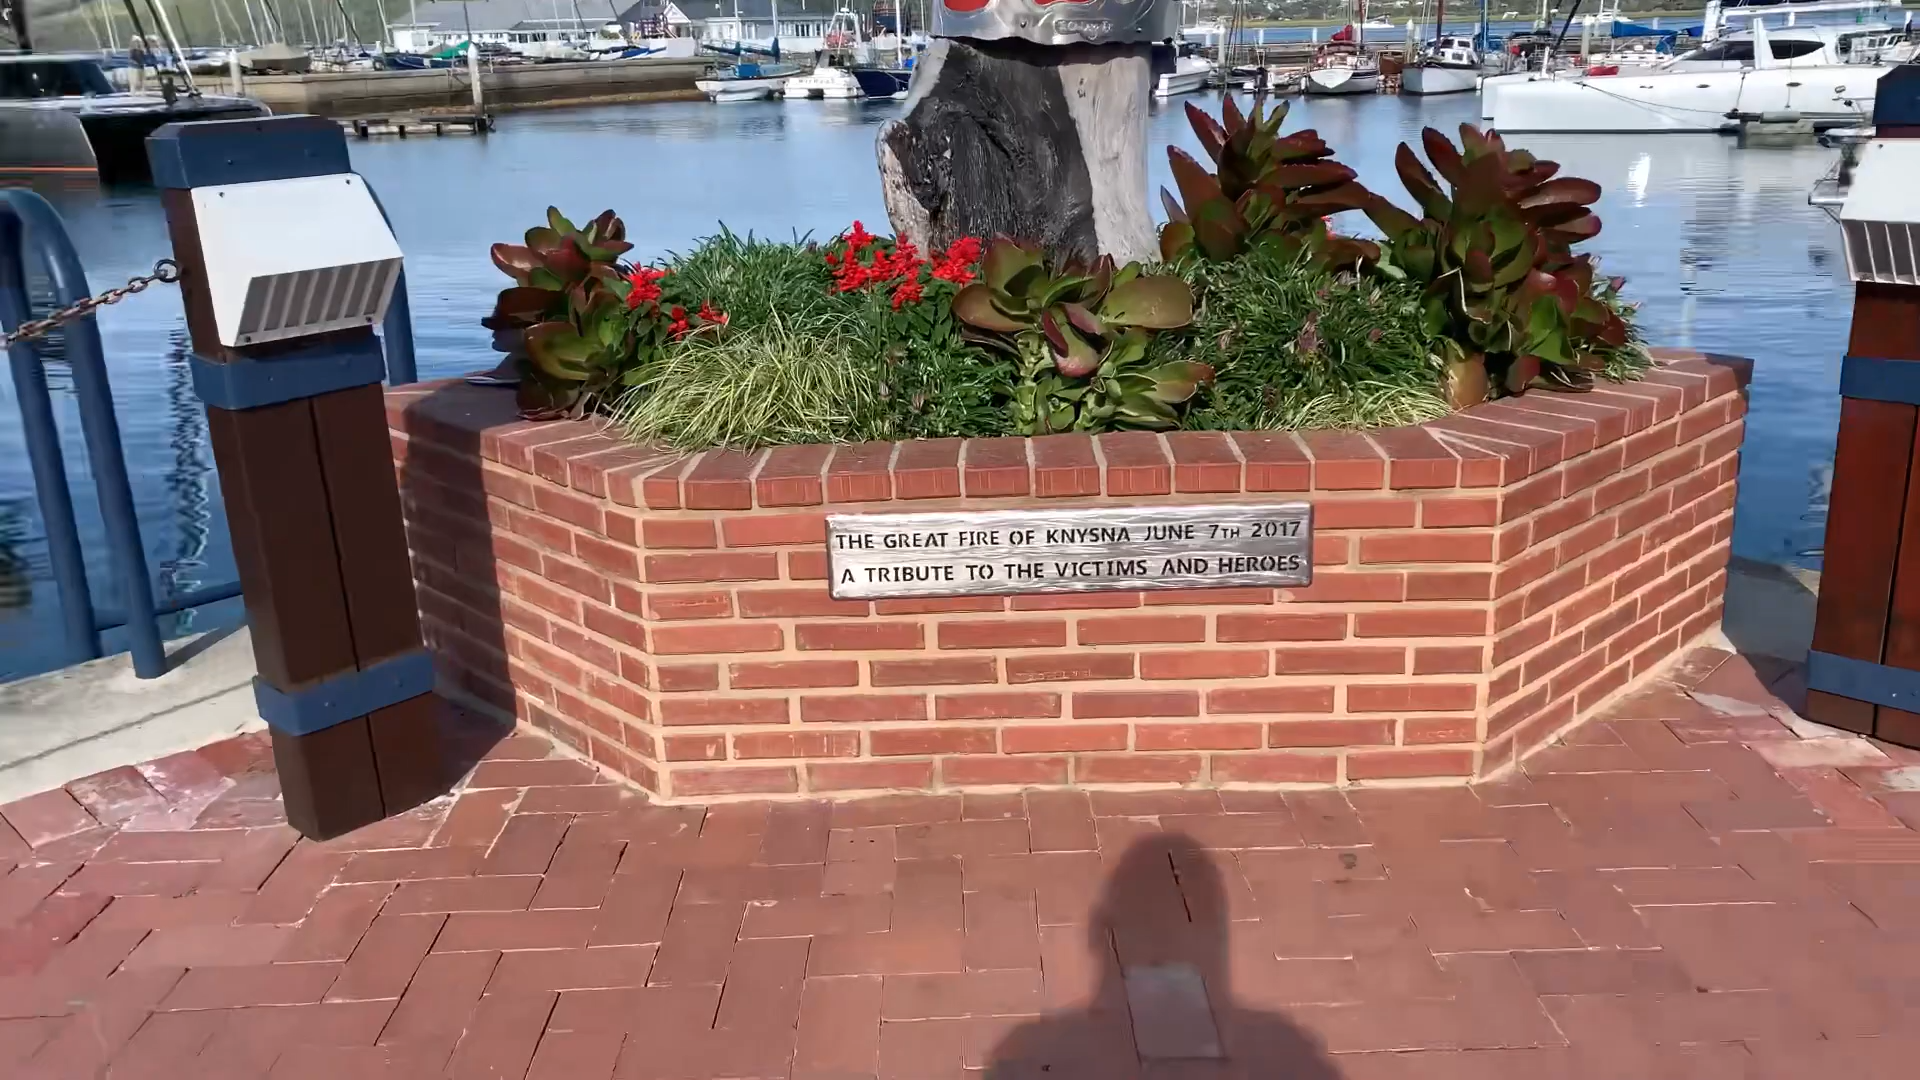 THE GREAT FIRE OF KNYSNA JUNE 7TH 2017
A TRIBUTE TO THE VICTIMS AND HEROES